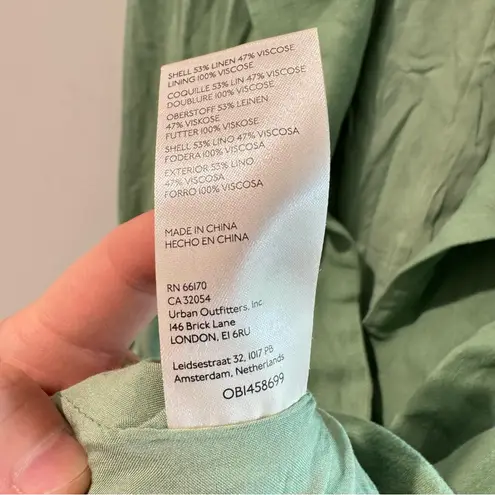 SHELL 53% LINEN 47% VISCOSE
LINING 100% VISCOSE
COQUILLE 53% LIN 47% VISCOSE
DOUBLURE 100% VISCOSE
OBERSTOFF 53% LEINEN
47% VISKOSE
FUTTER 100% VISKOSE
SHELL 53% LINO 47% VISCOSA
FODERA 100% VISCOSA
EXTERIOR 53% LINO
47% VISCOSA
FORRO 100% VISCOSA
MADE IN CHINA
HECHO EN CHINA
RN 66170
CA 32054
Urban Outfitters, Inc.
146 Brick Lane
LONDON, E1 6RU
Leidsestraat 32, 1017 PB
Amsterdam, Netherlands
OB1458699